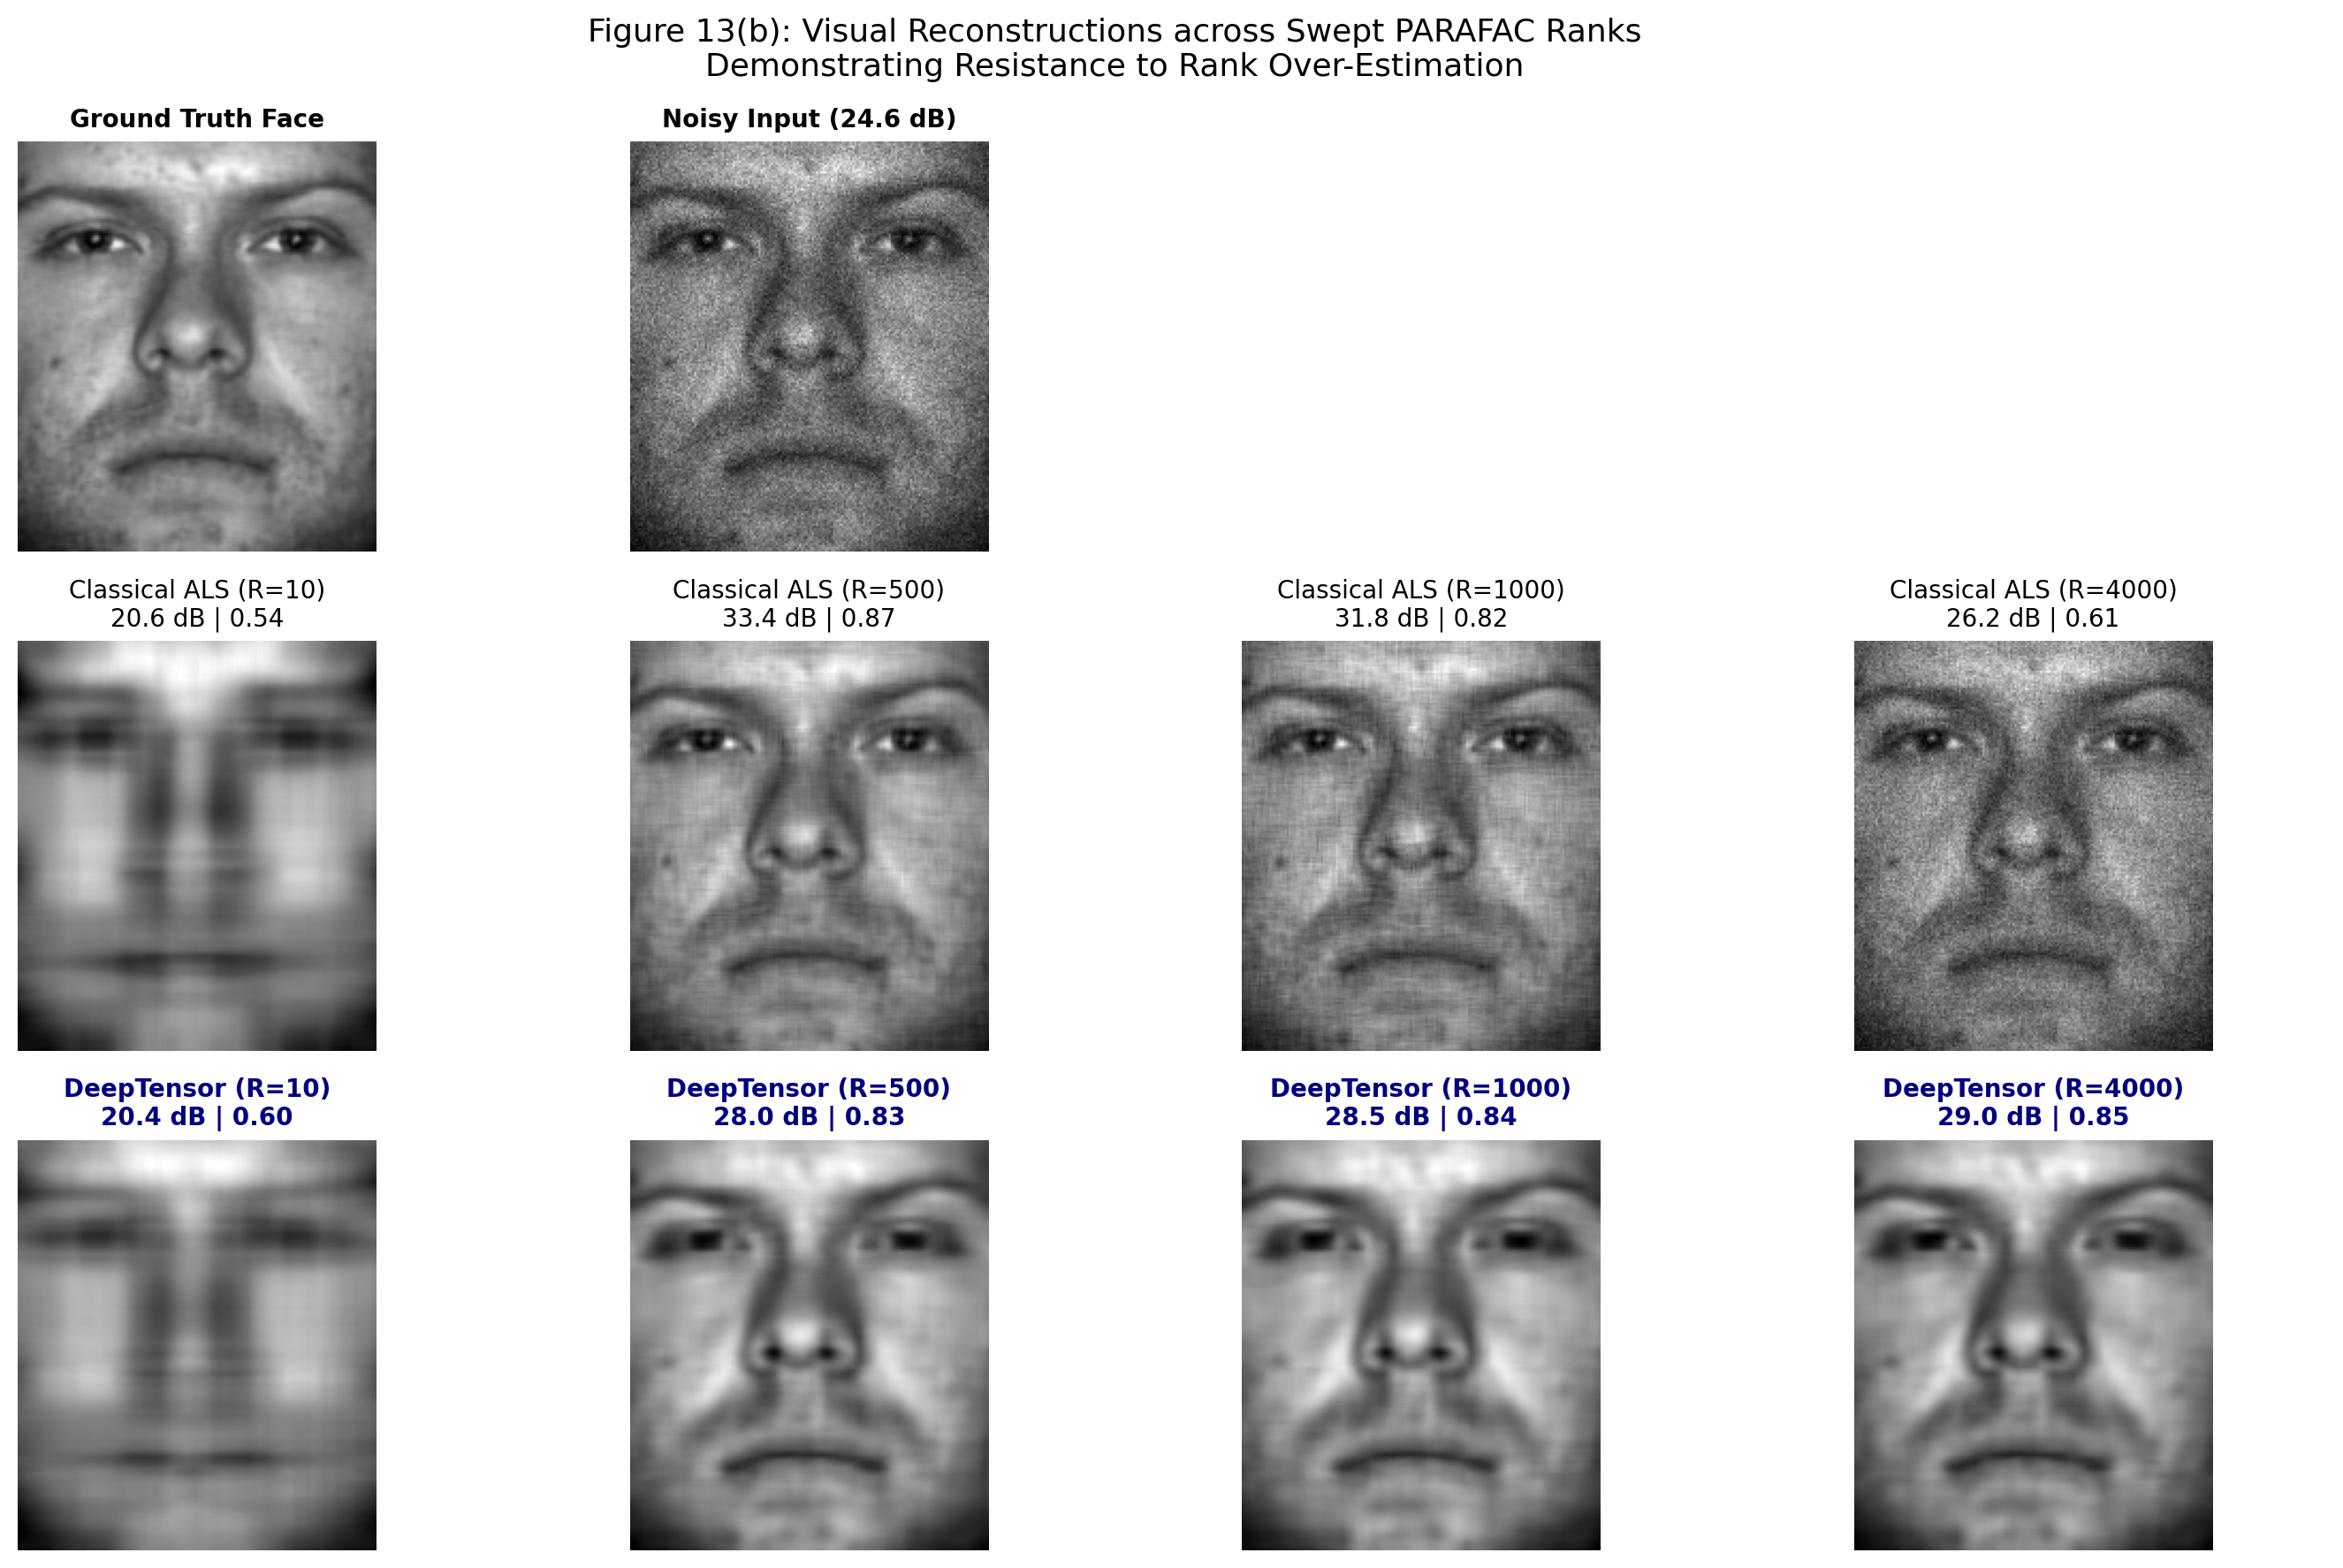 Figure 13(b): Visual Reconstructions across Swept PARAFAC Ranks
Demonstrating Resistance to Rank Over-Estimation
Ground Truth Face
Noisy Input (24.6 dB)
Classical ALS (R=10)
20.6 dB | 0.54
Classical ALS (R=500)
33.4 dB | 0.87
Classical ALS (R=1000)
31.8 dB | 0.82
Classical ALS (R=4000)
26.2 dB | 0.61
DeepTensor (R=10)
20.4 dB | 0.60
DeepTensor (R=500)
28.0 dB | 0.83
DeepTensor (R=1000)
28.5 dB | 0.84
DeepTensor (R=4000)
29.0 dB | 0.85